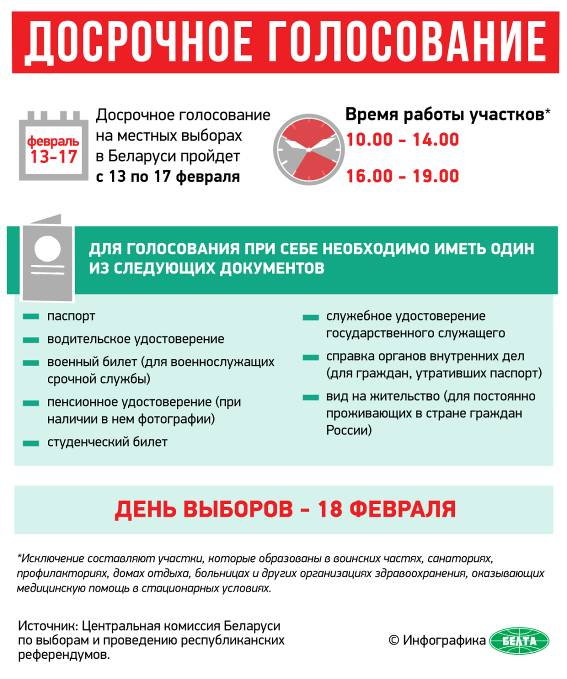 ДОСРОЧНОЕ ГОЛОСОВАНИЕ
февраль
13-17
Досрочное голосование
на местных выборах
в Беларуси пройдет
с 13 по 17 февраля
Время работы участков*
10.00 - 14.00
16.00 - 19.00
ДЛЯ ГОЛОСОВАНИЯ ПРИ СЕБЕ НЕОБХОДИМО ИМЕТЬ ОДИН
ИЗ СЛЕДУЮЩИХ ДОКУМЕНТОВ
паспорт
водительское удостоверение
военный билет (для военнослужащих
срочной службы)
пенсионное удостоверение (при
наличии в нем фотографии)
студенческий билет
служебное удостоверение
государственного служащего
справка органов внутренних дел
(для граждан, утративших паспорт)
вид на жительство (для постоянно
проживающих в стране граждан
России)
ДЕНЬ ВЫБОРОВ - 18 ФЕВРАЛЯ
*Исключение составляют участки, которые образованы в воинских частях, санаториях,
профилакториях, домах отдыха, больницах и других организациях здравоохранения, оказывающих
медицинскую помощь в стационарных условиях.
Источник: Центральная комиссия Беларуси
по выборам и проведению республиканских
референдумов.
© Инфографика БЕЛТА